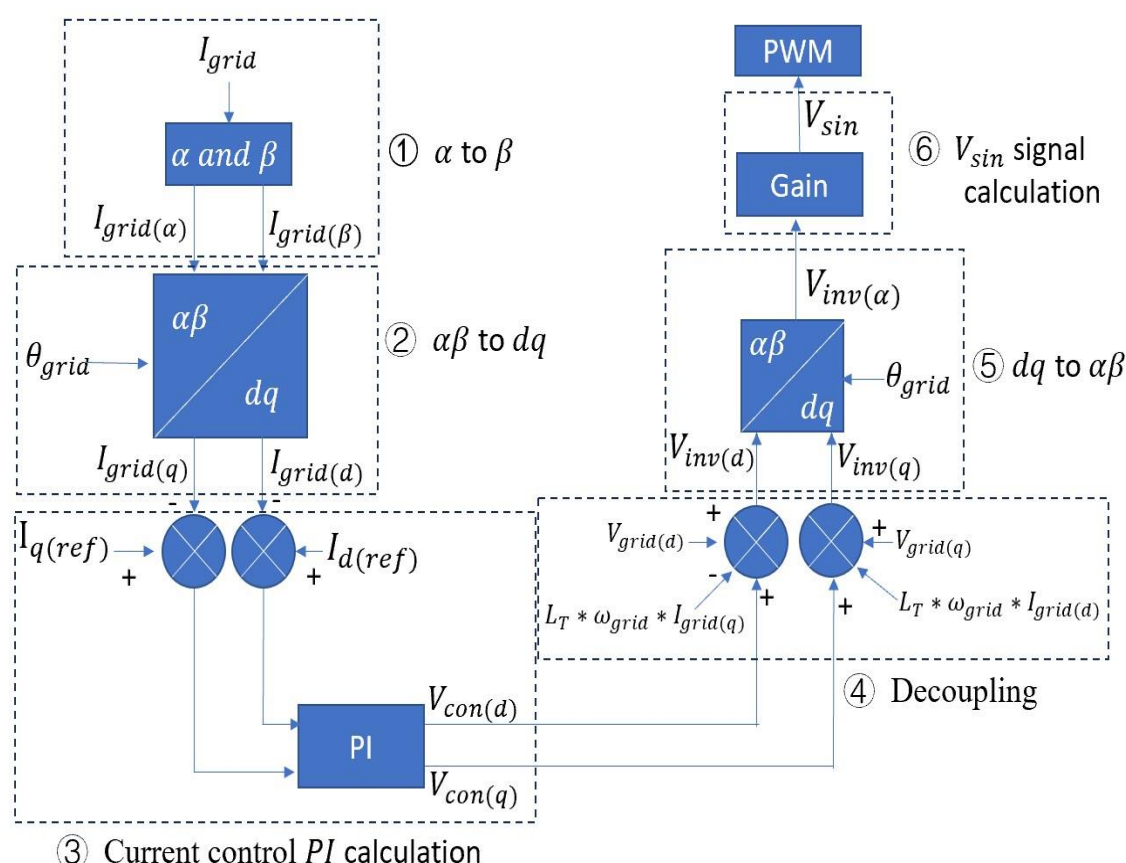 I_grid
α and β
① α to β
I_grid(α)
I_grid(β)
αβ
dq
θ_grid
② αβ to dq
I_grid(q)
I_grid(d)
-
-
I_q(ref)
+
I_d(ref)
+
PI
V_con(d)
V_con(q)
③ Current control PI calculation
PWM
V_sin
Gain
⑥ V_sin signal
calculation
V_inv(α)
αβ
dq
θ_grid
⑤ dq to αβ
V_inv(d)
V_inv(q)
+
V_grid(d)
-
L_T * ω_grid * I_grid(q)
+
+
V_grid(q)
L_T * ω_grid * I_grid(d)
+
④ Decoupling